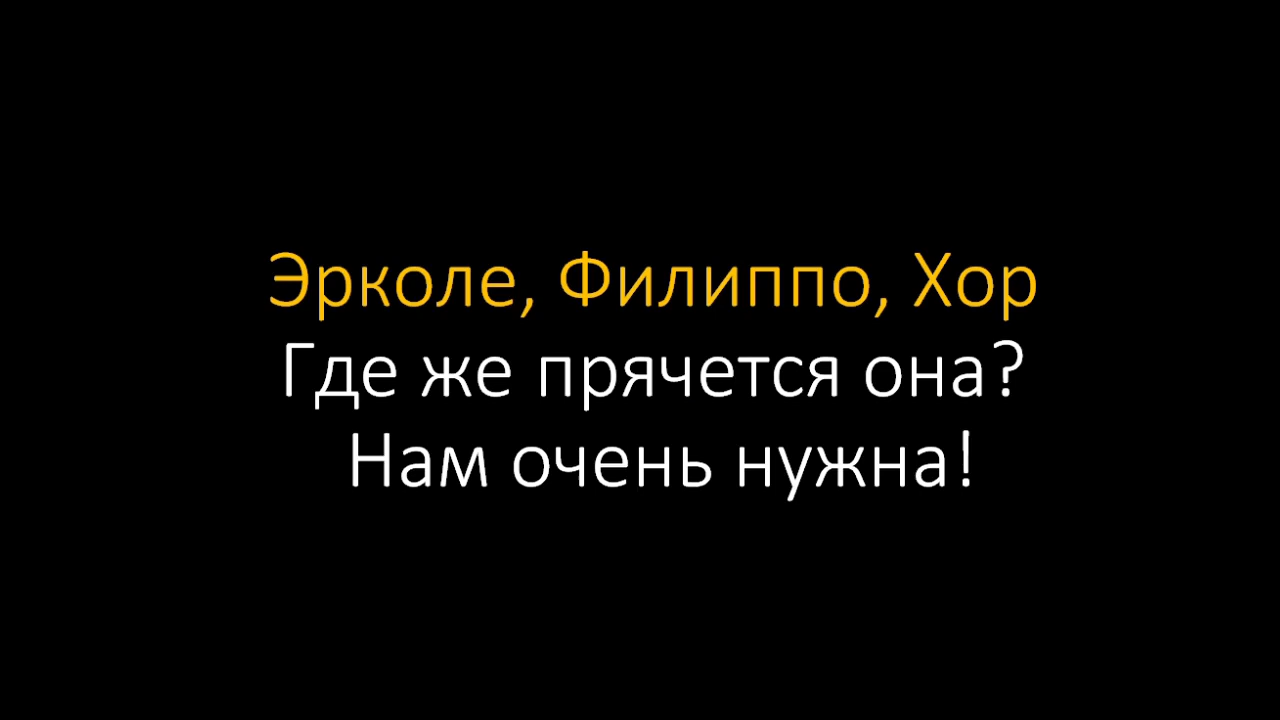 Эрколе, Филиппо, Хор
Где же прячется она?
Нам очень нужна!